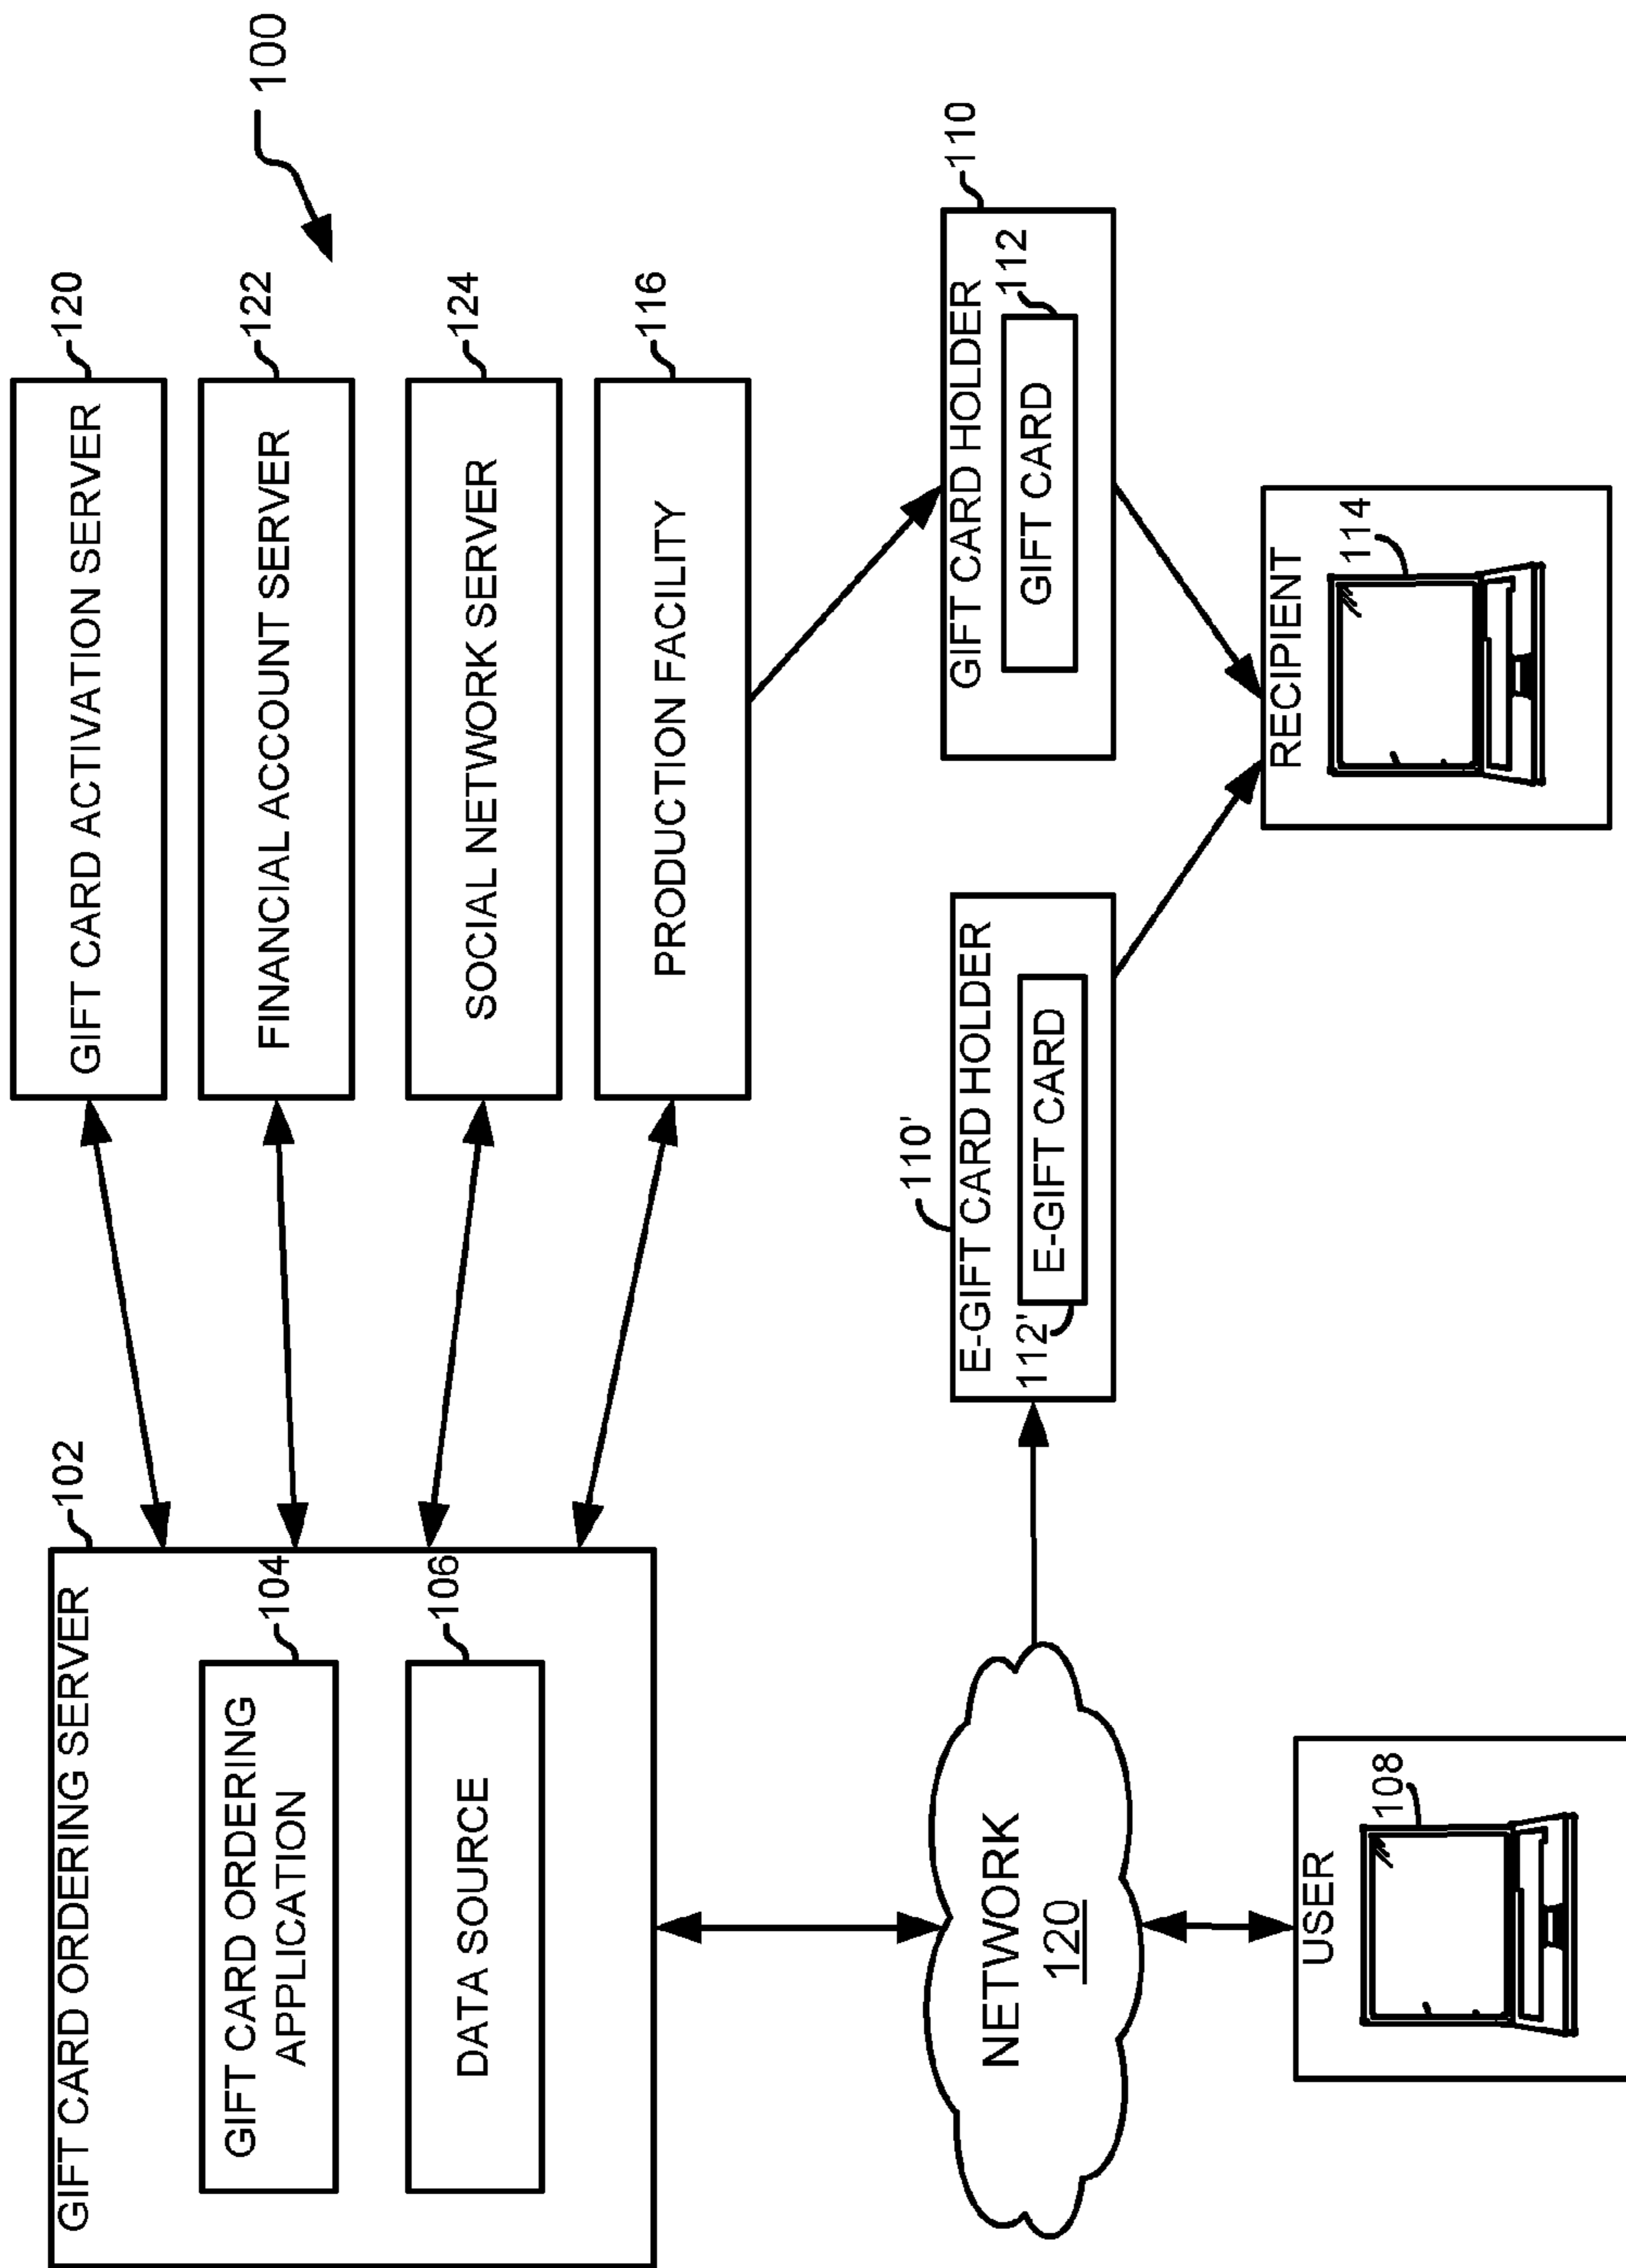 100
GIFT CARD ORDERING SERVER
102
GIFT CARD ORDERING
APPLICATION
104
DATA SOURCE
106
GIFT CARD ACTIVATION SERVER
120
FINANCIAL ACCOUNT SERVER
122
SOCIAL NETWORK SERVER
124
PRODUCTION FACILITY
116
NETWORK
120
E-GIFT CARD HOLDER
110'
112'
E-GIFT CARD
GIFT CARD HOLDER
110
112
GIFT CARD
USER
108
RECIPIENT
114